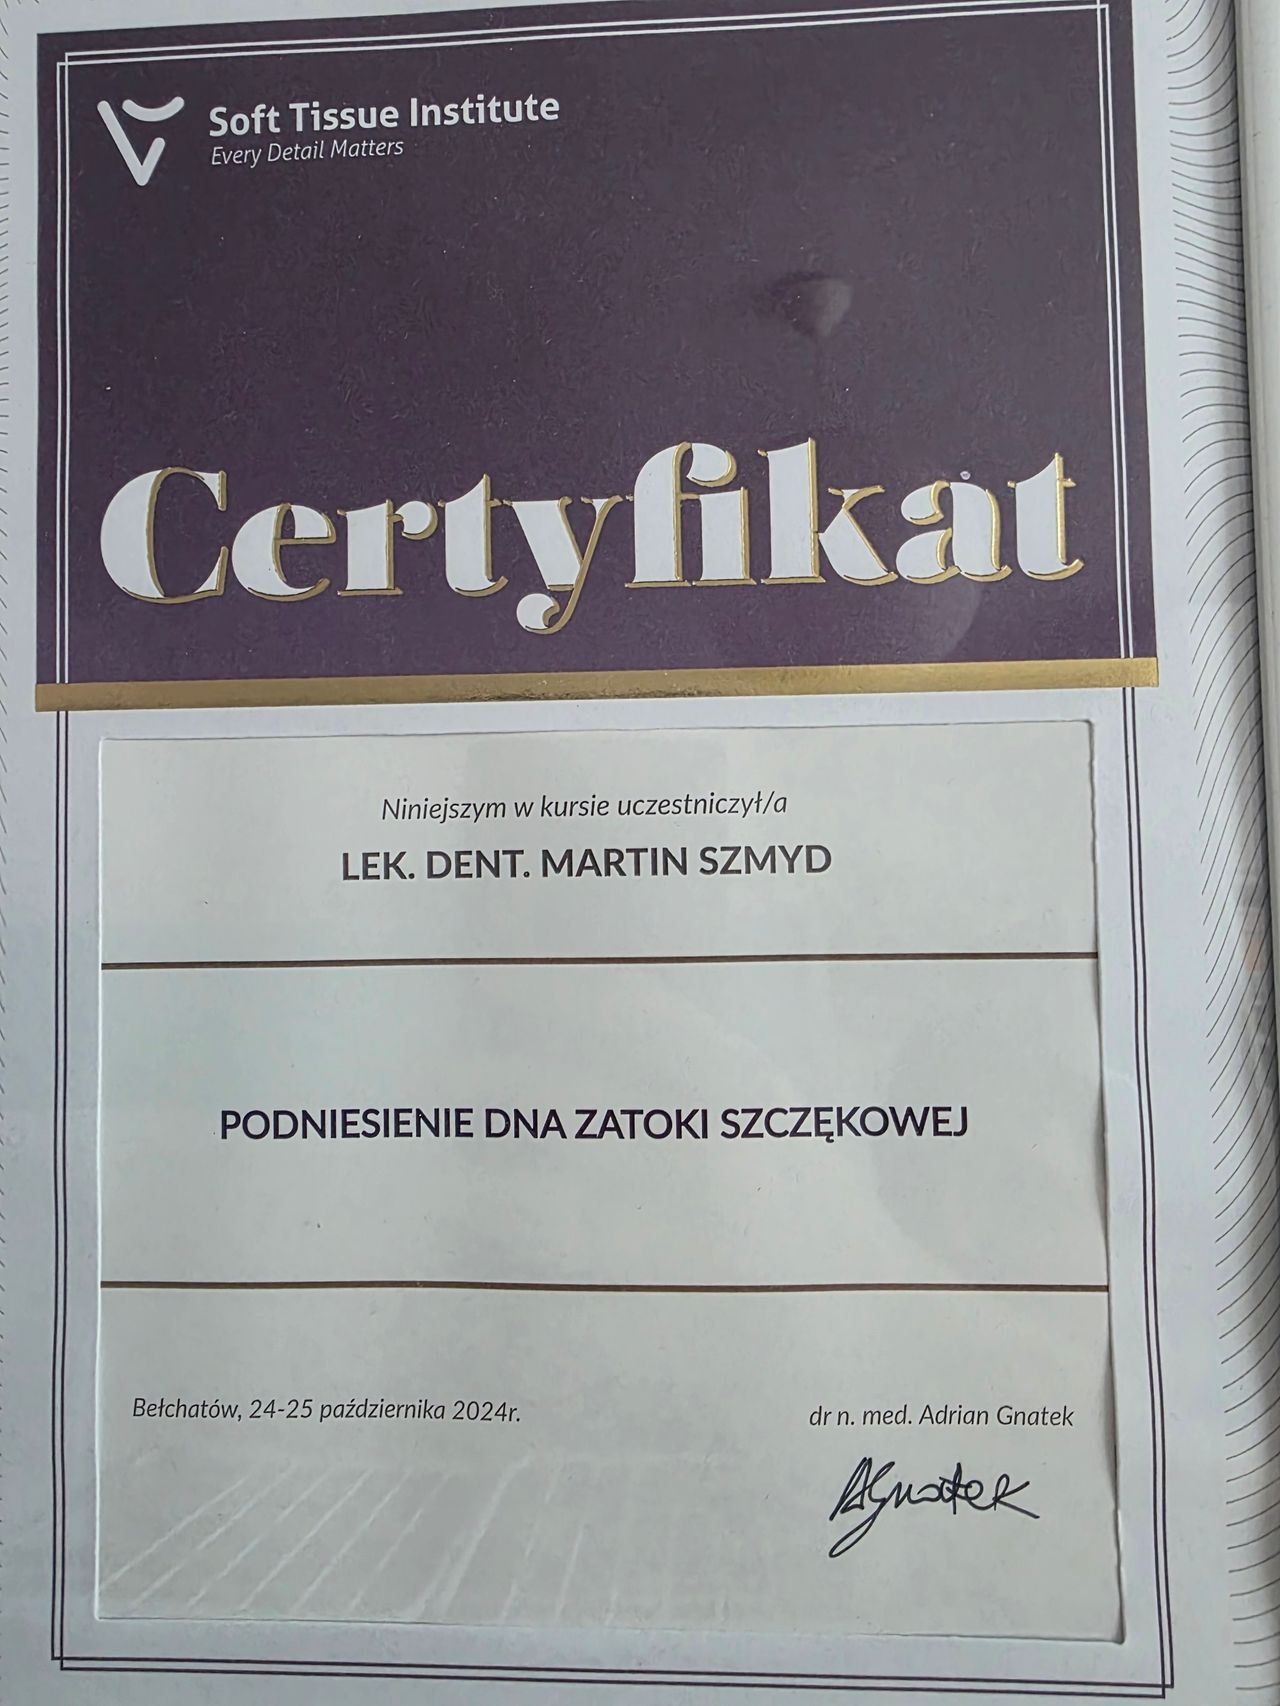 Soft Tissue Institute
Every Detail Matters
Certyfikat
Niniejszym w kursie uczestniczył/a
LEK. DENT. MARTIN SZMYD
PODNIESIENIE DNA ZATOKI SZCZĘKOWEJ
Bełchatów, 24-25 października 2024r.
dr n. med. Adrian Gnatek
AGnatek